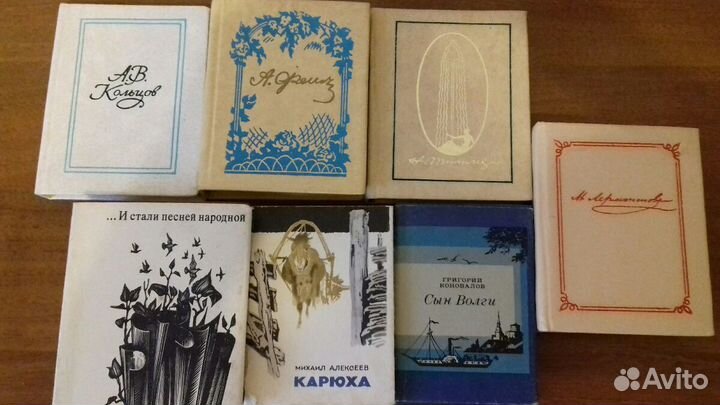 А.В.
Кольцов
А. Фет
М Лермонтов
...И стали песней народной
МИХАИЛ АЛЕКСЕЕВ
КАРЮХА
ГРИГОРИЙ
КОНОВАЛОВ
Сын Волги
Avito